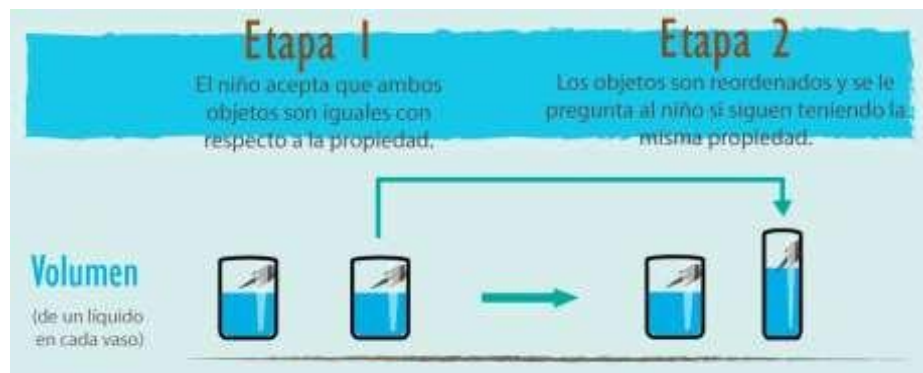 Etapa 1
El niño acepta que ambos
objetos son iguales con
respecto a la propiedad.
Etapa 2
Los objetos son reordenados y se le
pregunta al niño si siguen teniendo la
misma propiedad.
Volumen
(de un líquido
en cada vaso)